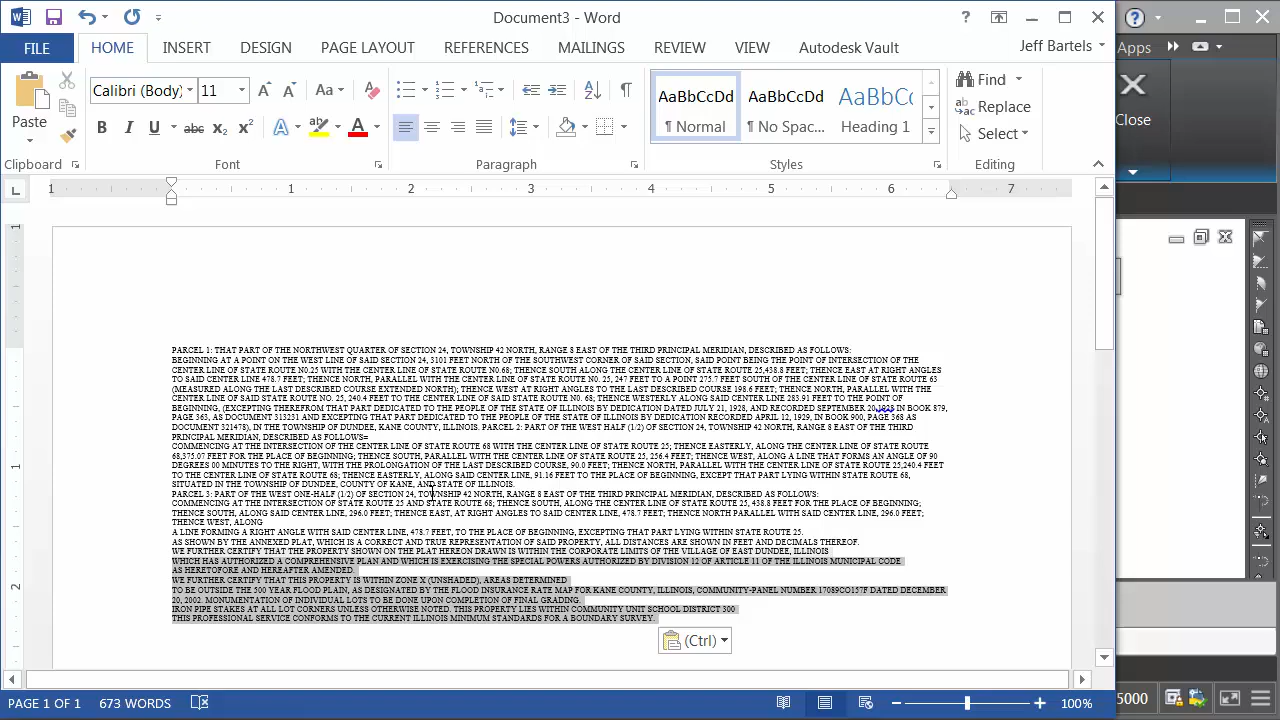 Document3 - Word
FILE HOME INSERT DESIGN PAGE LAYOUT REFERENCES MAILINGS REVIEW VIEW Autodesk Vault Jeff Bartels
Apps
Paste
Calibri (Body) 11
AaBbCcDd AaBbCcDd AaBbCc
¶ Normal ¶ No Spac... Heading 1
Find
Replace
Select
Close
Clipboard Font Paragraph Styles Editing
1 1 2 3 4 5 6 7
PARCEL 1: THAT PART OF THE NORTHWEST QUARTER OF SECTION 24, TOWNSHIP 42 NORTH, RANGE 8 EAST OF THE THIRD PRINCIPAL MERIDIAN, DESCRIBED AS FOLLOWS:
BEGINNING AT A POINT ON THE WEST LINE OF SAID SECTION 24, 3101 FEET NORTH OF THE SOUTHWEST CORNER OF SAID SECTION, SAID POINT BEING THE POINT OF INTERSECTION OF THE
CENTER LINE OF STATE ROUTE N0.25 WITH THE CENTER LINE OF STATE ROUTE N0.68; THENCE SOUTH ALONG THE CENTER LINE OF STATE ROUTE 25,438.8 FEET; THENCE EAST AT RIGHT ANGLES
TO SAID CENTER LINE 478.7 FEET; THENCE NORTH, PARALLEL WITH THE CENTER LINE OF STATE ROUTE NO. 25, 247 FEET TO A POINT 275.7 FEET SOUTH OF THE CENTER LINE OF STATE ROUTE 63
(MEASURED ALONG THE LAST DESCRIBED COURSE EXTENDED NORTH); THENCE WEST AT RIGHT ANGLES TO THE LAST DESCRIBED COURSE 198.6 FEET; THENCE NORTH, PARALLEL WITH THE
CENTER LINE OF SAID STATE ROUTE NO. 25, 240.4 FEET TO THE CENTER LINE OF SAID STATE ROUTE N0. 68; THENCE WESTERLY ALONG SAID CENTER LINE 283.91 FEET TO THE POINT OF
BEGINNING, (EXCEPTING THEREFROM THAT PART DEDICATED TO THE PEOPLE OF THE STATE OF ILLINOIS BY DEDICATION DATED JULY 21, 1928, AND RECORDED SEPTEMBER 20,1928 IN BOOK 879,
PAGE 363, AS DOCUMENT 313231 AND EXCEPTING THAT PART DEDICATED TO THE PEOPLE OF THE STATE OF ILLINOIS BY DEDICATION RECORDED APRIL 12, 1929, IN BOOK 900, PAGE 368 AS
DOCUMENT 321478), IN THE TOWNSHIP OF DUNDEE, KANE COUNTY, ILLINOIS. PARCEL 2: PART OF THE WEST HALF (1/2) OF SECTION 24, TOWNSHIP 42 NORTH, RANGE 8 EAST OF THE THIRD
PRINCIPAL MERIDIAN, DESCRIBED AS FOLLOWS=
COMMENCING AT THE INTERSECTION OF THE CENTER LINE OF STATE ROUTE 68 WITH THE CENTER LINE OF STATE ROUTE 25; THENCE EASTERLY, ALONG THE CENTER LINE OF STATE ROUTE
68,375.07 FEET FOR THE PLACE OF BEGINNING; THENCE SOUTH, PARALLEL WITH THE CENTER LINE OF STATE ROUTE 25, 256.4 FEET; THENCE WEST, ALONG A LINE THAT FORMS AN ANGLE OF 90
DEGREES 00 MINUTES TO THE RIGHT, WITH THE PROLONGATION OF THE LAST DESCRIBED COURSE, 90.0 FEET; THENCE NORTH, PARALLEL WITH THE CENTER LINE OF STATE ROUTE 25,240.4 FEET
TO THE CENTER LINE OF STATE ROUTE 68; THENCE EASTERLY, ALONG SAID CENTER LINE, 91.16 FEET TO THE PLACE OF BEGINNING, EXCEPT THAT PART LYING WITHIN STATE ROUTE 68,
SITUATED IN THE TOWNSHIP OF DUNDEE, COUNTY OF KANE, AND STATE OF ILLINOIS.
PARCEL 3: PART OF THE WEST ONE-HALF (1/2) OF SECTION 24, TOWNSHIP 42 NORTH, RANGE 8 EAST OF THE THIRD PRINCIPAL MERIDIAN, DESCRIBED AS FOLLOWS:
COMMENCING AT THE INTERSECTION OF STATE ROUTE 25 AND STATE ROUTE 68; THENCE SOUTH, ALONG THE CENTER LINE OF STATE ROUTE 25, 438.8 FEET FOR THE PLACE OF BEGINNING;
THENCE SOUTH, ALONG SAID CENTER LINE, 296.0 FEET; THENCE EAST, AT RIGHT ANGLES TO SAID CENTER LINE, 478.7 FEET; THENCE NORTH PARALLEL WITH SAID CENTER LINE, 296.0 FEET;
THENCE WEST, ALONG
A LINE FORMING A RIGHT ANGLE WITH SAID CENTER LINE, 478.7 FEET, TO THE PLACE OF BEGINNING, EXCEPTING THAT PART LYING WITHIN STATE ROUTE 25.
AS SHOWN BY THE ANNEXED PLAT, WHICH IS A CORRECT AND TRUE REPRESENTATION OF SAID PROPERTY, ALL DISTANCES ARE SHOWN IN FEET AND DECIMALS THEREOF.
WE FURTHER CERTIFY THAT THE PROPERTY SHOWN ON THE PLAT HEREON DRAWN IS WITHIN THE CORPORATE LIMITS OF THE VILLAGE OF EAST DUNDEE, ILLINOIS
WHICH HAS AUTHORIZED A COMPREHENSIVE PLAN AND WHICH IS EXERCISING THE SPECIAL POWERS AUTHORIZED BY DIVISION 12 OF ARTICLE 11 OF THE ILLINOIS MUNICIPAL CODE
AS HERETOFORE AND HEREAFTER AMENDED.
WE FURTHER CERTIFY THAT THIS PROPERTY IS WITHIN ZONE X (UNSHADED), AREAS DETERMINED
TO BE OUTSIDE THE 500 YEAR FLOOD PLAIN, AS DESIGNATED BY THE FLOOD INSURANCE RATE MAP FOR KANE COUNTY, ILLINOIS, COMMUNITY-PANEL NUMBER 17089CO157F DATED DECEMBER
20, 2002. MONUMENTATION OF INDIVIDUAL LOTS TO BE DONE UPON COMPLETION OF FINAL GRADING.
IRON PIPE STAKES AT ALL LOT CORNERS UNLESS OTHERWISE NOTED. THIS PROPERTY LIES WITHIN COMMUNITY UNIT SCHOOL DISTRICT 300
THIS PROFESSIONAL SERVICE CONFORMS TO THE CURRENT ILLINOIS MINIMUM STANDARDS FOR A BOUNDARY SURVEY.
(Ctrl)
PAGE 1 OF 1 673 WORDS 100%
5000